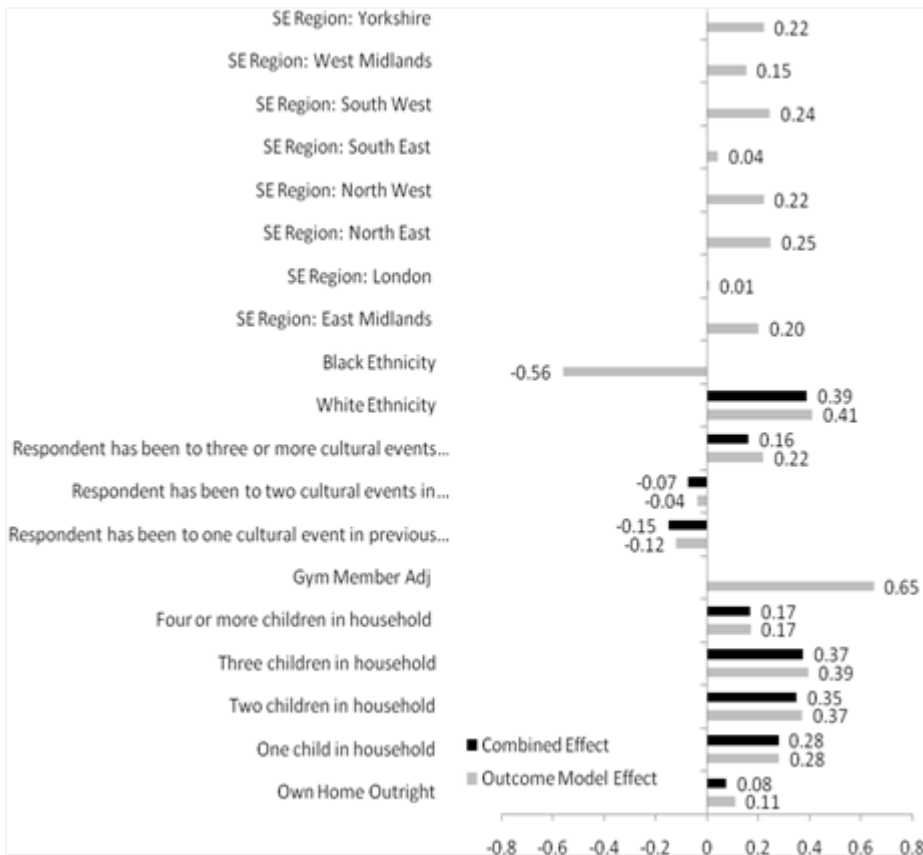 SE Region: Yorkshire 0.22
SE Region: West Midlands 0.15
SE Region: South West 0.24
SE Region: South East 0.04
SE Region: North West 0.22
SE Region: North East 0.25
SE Region: London 0.01
SE Region: East Midlands 0.20
Black Ethnicity -0.56
White Ethnicity 0.39
0.41
Respondent has been to three or more cultural events... 0.16
0.22
Respondent has been to two cultural events in... -0.07
-0.04
Respondent has been to one cultural event in previous... -0.15
-0.12
Gym Member Adj 0.65
Four or more children in household 0.17
0.17
Three children in household 0.37
0.39
Two children in household 0.35
0.37
One child in household Combined Effect 0.28
0.28
Own Home Outright Outcome Model Effect 0.08
0.11
-0.8 -0.6 -0.4 -0.2 0 0.2 0.4 0.6 0.8